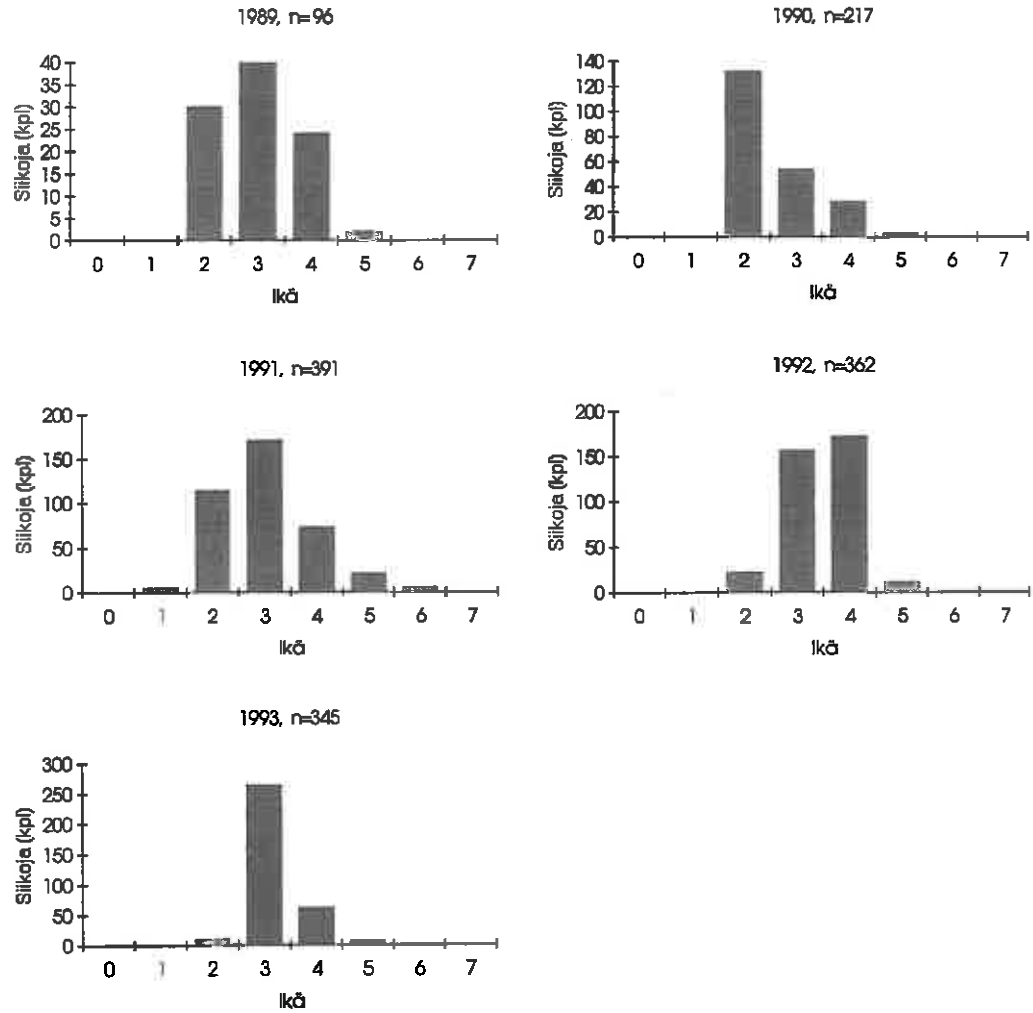 1989, n=96
40
35
30
25
20
15
10
5
0
Siikoja (kpl)
0 1 2 3 4 5 6 7
Ikä
1990, n=217
140
120
100
80
60
40
20
0
Siikoja (kpl)
0 1 2 3 4 5 6 7
Ikä
1991, n=391
200
150
100
50
0
Siikoja (kpl)
0 1 2 3 4 5 6 7
Ikä
1992, n=362
200
150
100
50
0
Siikoja (kpl)
0 1 2 3 4 5 6 7
Ikä
1993, n=345
300
250
200
150
100
50
0
Siikoja (kpl)
0 1 2 3 4 5 6 7
Ikä